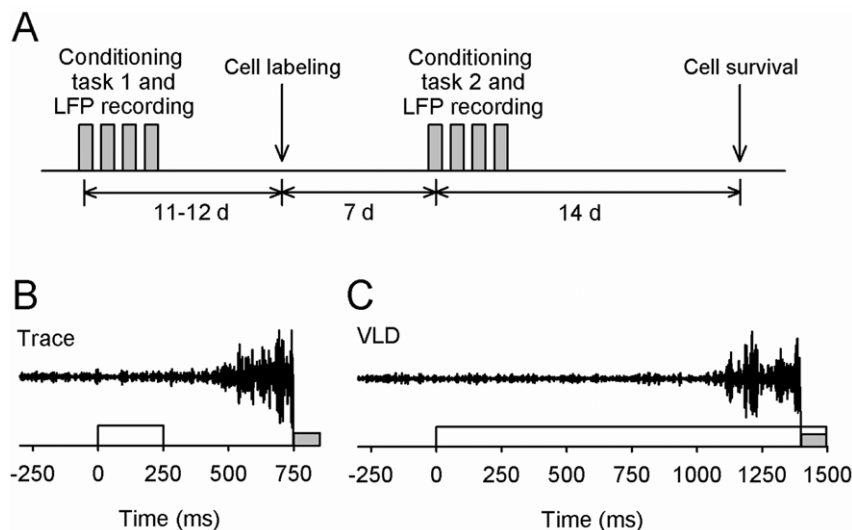 A
Conditioning
task 1 and
LFP recording
Cell labeling
Conditioning
task 2 and
LFP recording
Cell survival
11-12 d
7 d
14 d
B
Trace
-250 0 250 500 750
Time (ms)
C
VLD
-250 0 250 500 750 1000 1250 1500
Time (ms)